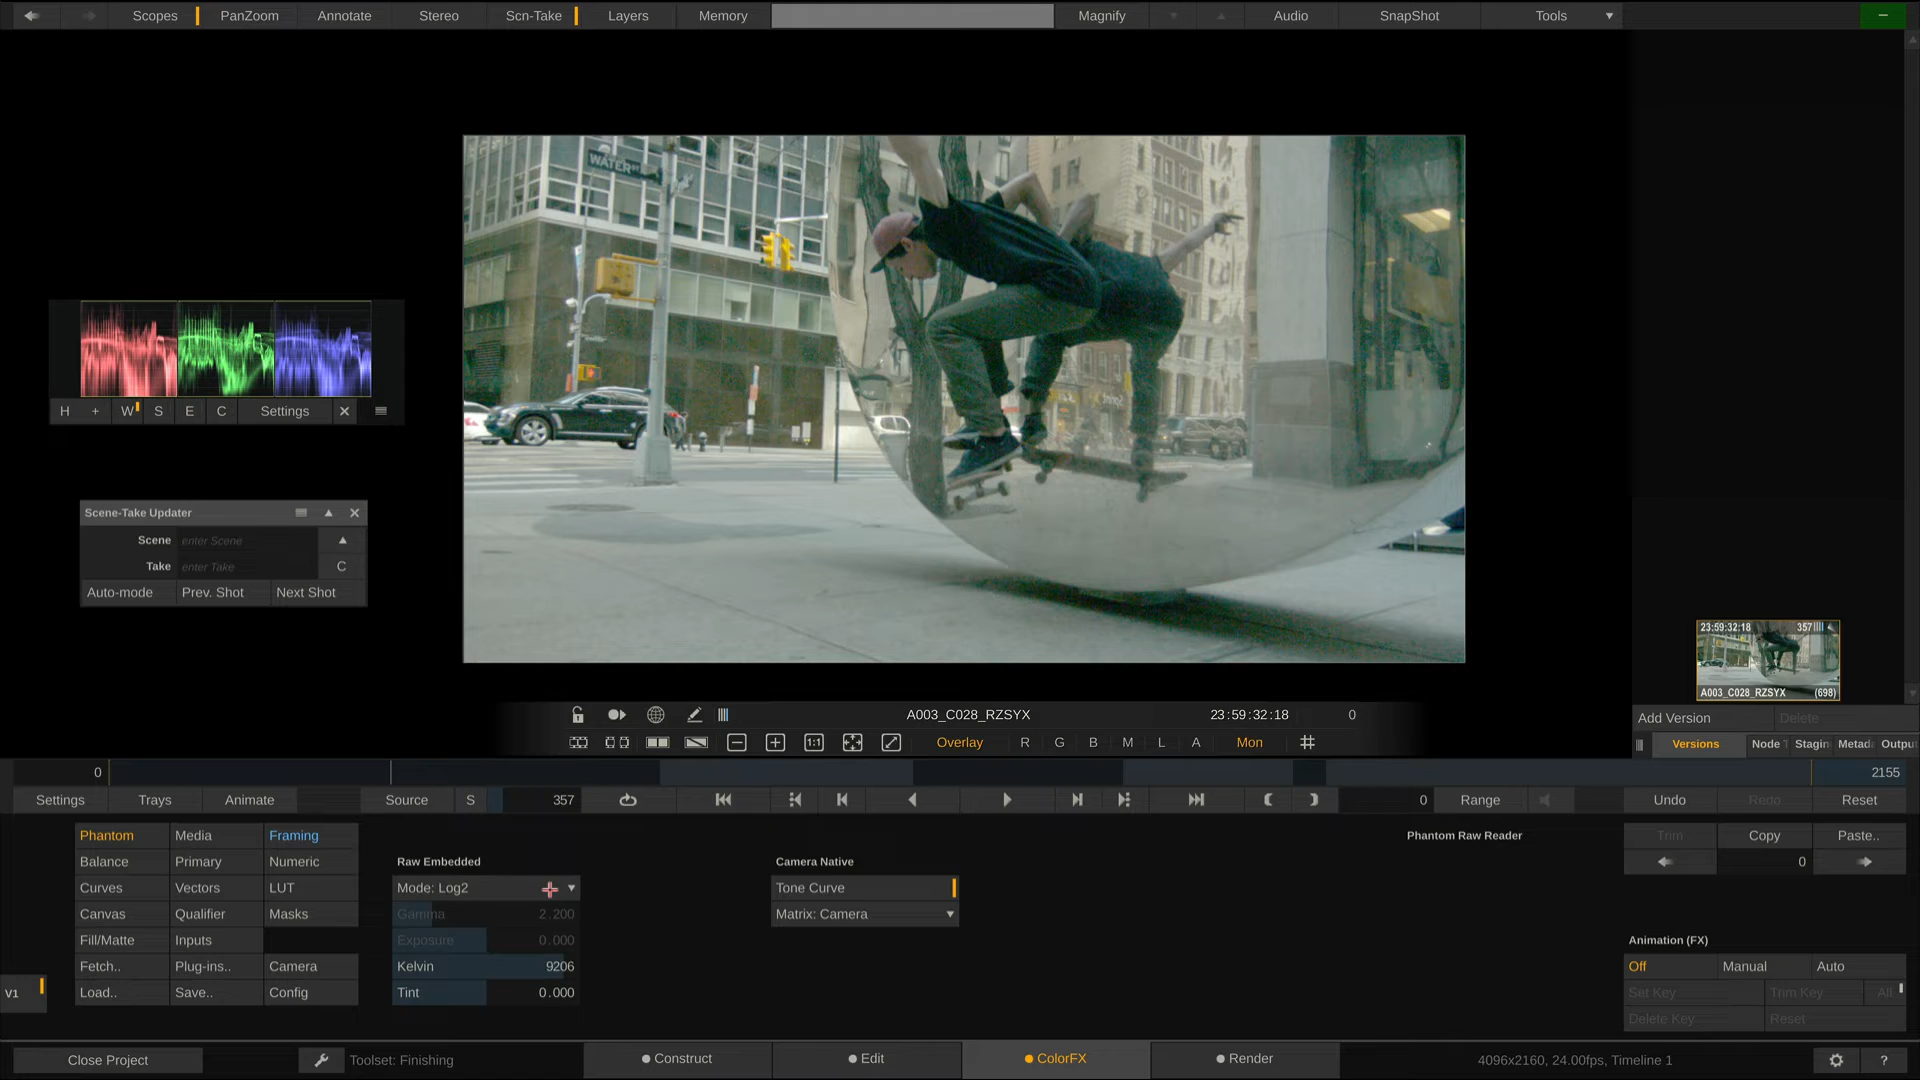 Scopes PanZoom Annotate Stereo Scn-Take Layers Memory Magnify Audio SnapShot Tools
WATER ST
H + W S E C Settings
Scene-Take Updater
Scene enter Scene
Take enter Take C
Auto-mode Prev. Shot Next Shot
23:59:32:18 357
A003_C028_RZSYX (698)
A003_C028_RZSYX 23:59:32:18 0
Add Version Delete
1:1 Overlay R G B M L A Mon
Versions Node T Stagin Metad Outpu
0 2155
Settings Trays Animate Source S 357 0 Range Undo Redo Reset
Phantom Media Framing
Balance Primary Numeric
Curves Vectors LUT
Canvas Qualifier Masks
Fill/Matte Inputs
Fetch.. Plug-ins.. Camera
Load.. Save.. Config
V1
Raw Embedded
Mode: Log2
Gamma 2.200
Exposure 0.000
Kelvin 9206
Tint 0.000
Camera Native
Tone Curve
Matrix: Camera
Phantom Raw Reader
Trim Copy Paste..
0
Animation (FX)
Off Manual Auto
Set Key Trim Key All
Delete Key Reset
Close Project Toolset: Finishing Construct Edit ColorFX Render 4096x2160, 24.00fps, Timeline 1 ?